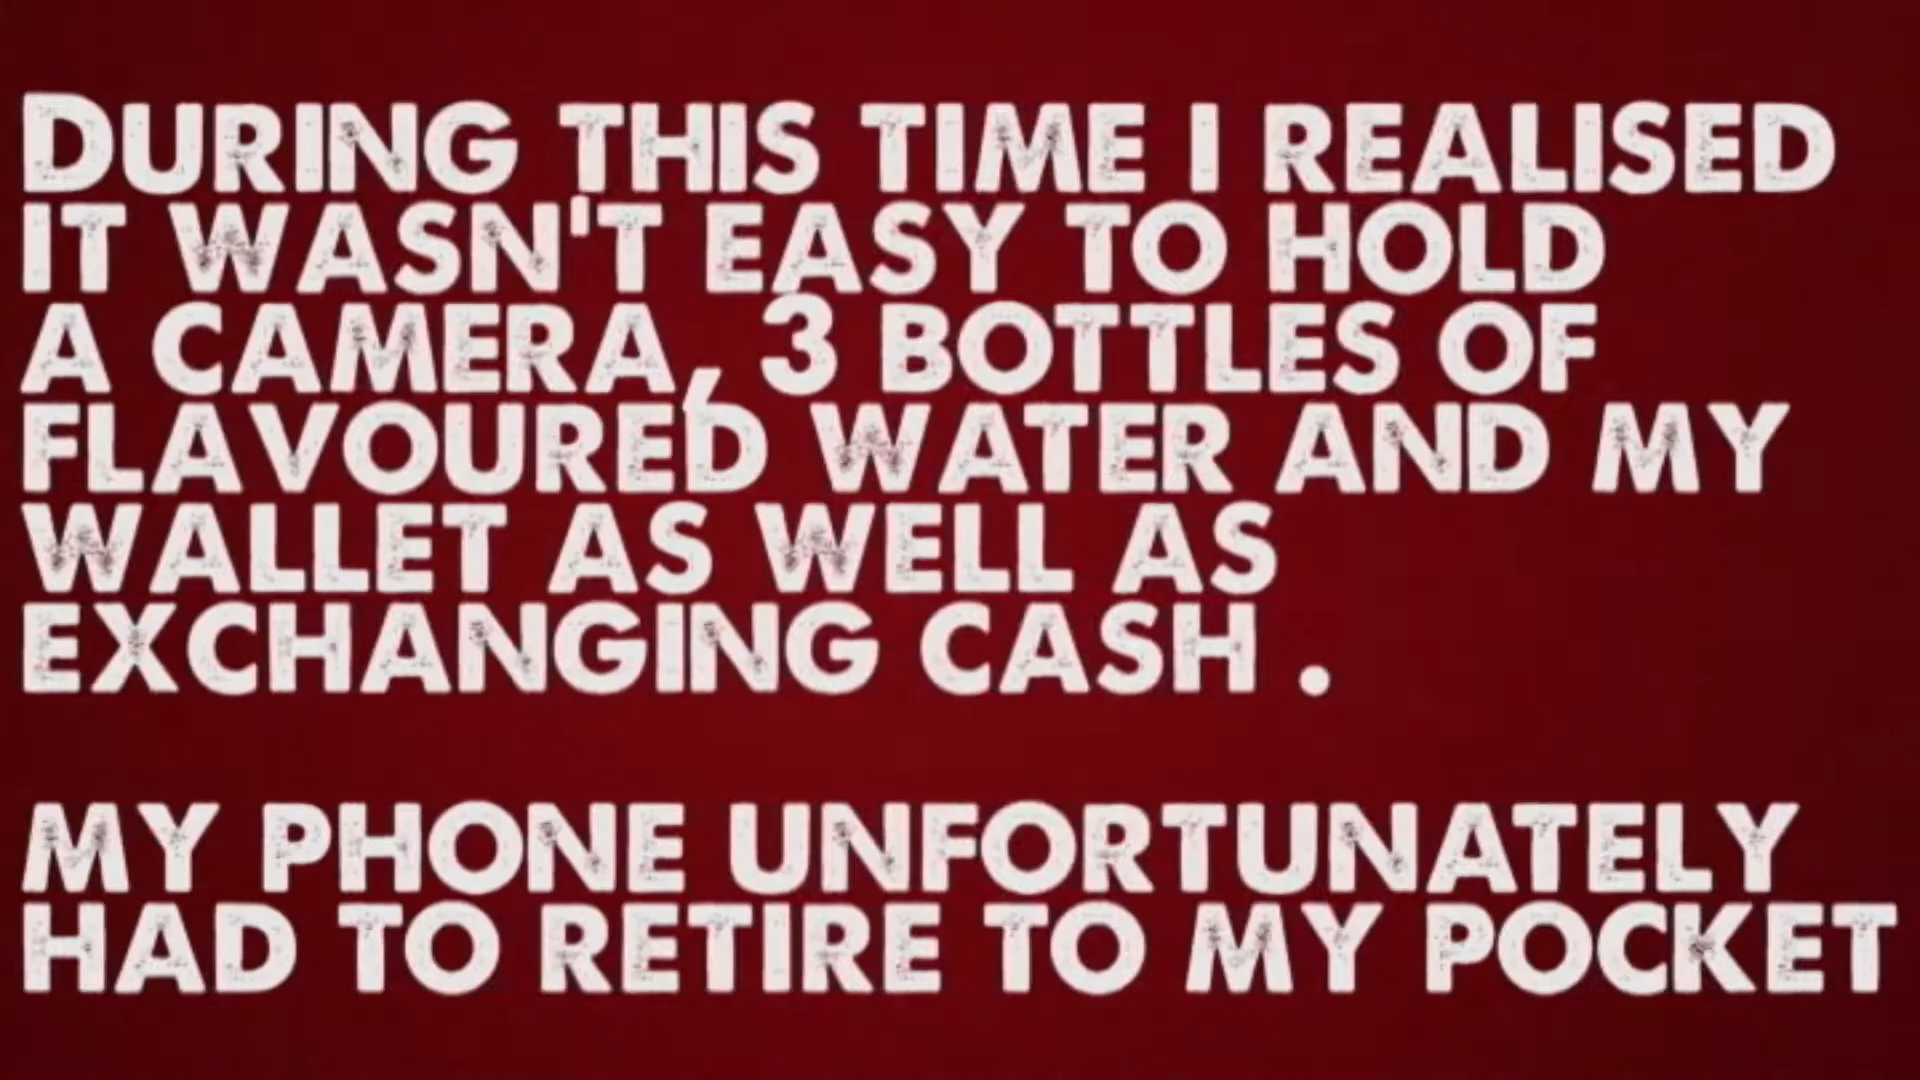 DURING THIS TIME I REALISED
IT WASN'T EASY TO HOLD
A CAMERA, 3 BOTTLES OF
FLAVOURED WATER AND MY
WALLET AS WELL AS
EXCHANGING CASH .
MY PHONE UNFORTUNATELY
HAD TO RETIRE TO MY POCKET